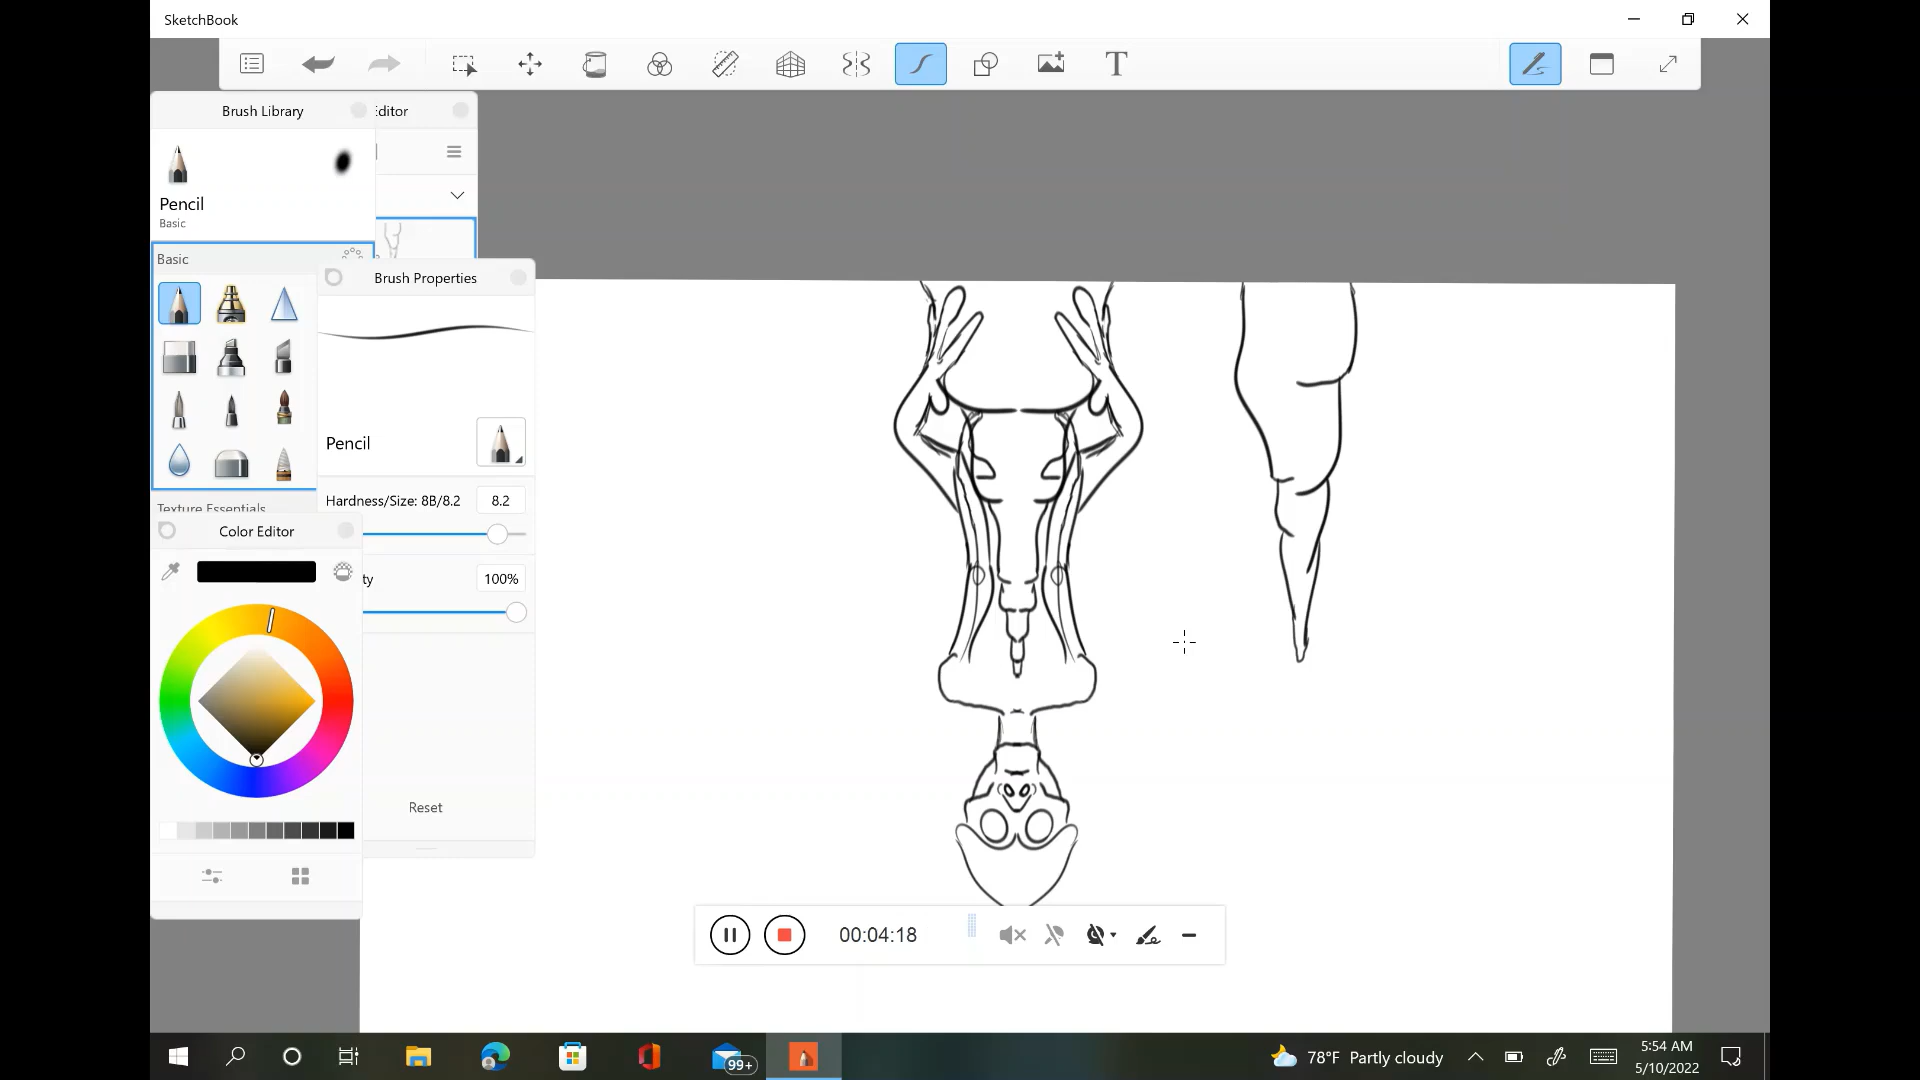 SketchBook
T
Brush Library
Editor
Pencil
Basic
Basic
Brush Properties
Pencil
Hardness/Size: 8B/8.2
8.2
Texture Essentials
Color Editor
ty
100%
Reset
00:04:18
99+
78°F Partly cloudy
5:54 AM
5/10/2022